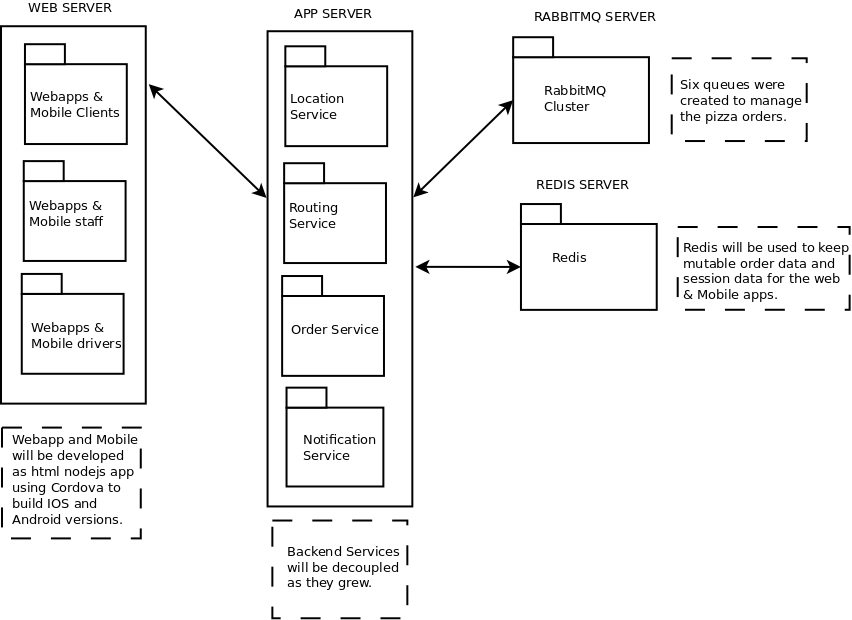 WEB SERVER
Webapps &
Mobile Clients
Webapps &
Mobile staff
Webapps &
Mobile drivers
Webapp and Mobile
will be developed
as html nodejs app
using Cordova to
build IOS and
Android versions.
APP SERVER
Location
Service
Routing
Service
Order Service
Notification
Service
Backend Services
will be decoupled
as they grew.
RABBITMQ SERVER
RabbitMQ
Cluster
Six queues were
created to manage
the pizza orders.
REDIS SERVER
Redis
Redis will be used to keep
mutable order data and
session data for the web
& Mobile apps.